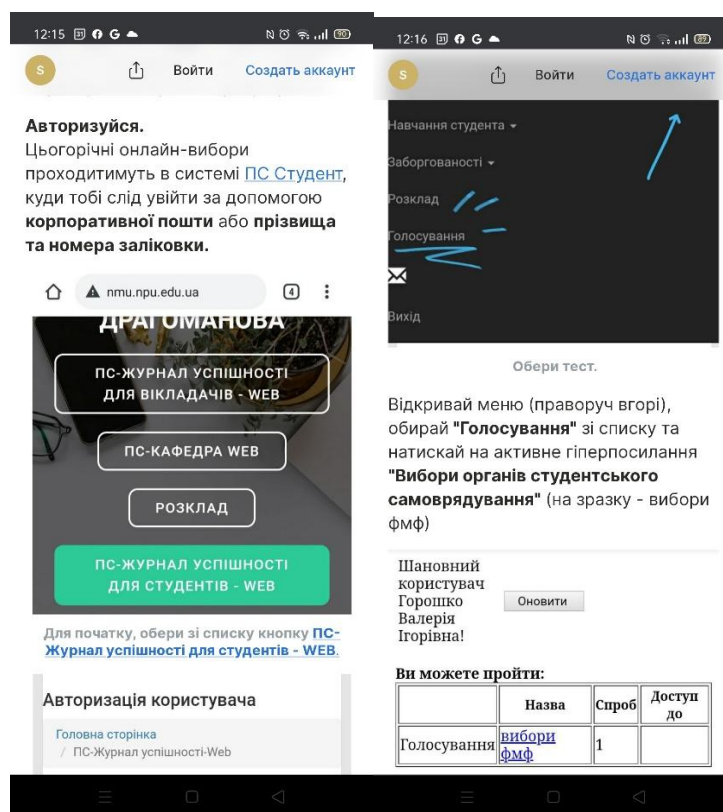 12:15
90
S
Войти
Создать аккаунт
Авторизуйся.
Цьогорічні онлайн-вибори
проходитимуть в системі ПС Студент,
куди тобі слід увійти за допомогою
корпоративної пошти або прізвища
та номера заліковки.
nmu.npu.edu.ua
4
ДРАГОМАНОВА
ПС-ЖУРНАЛ УСПІШНОСТІ
ДЛЯ ВІКЛАДАЧІВ - WEB
ПС-КАФЕДРА WEB
РОЗКЛАД
ПС-ЖУРНАЛ УСПІШНОСТІ
ДЛЯ СТУДЕНТІВ - WEB
Для початку, обери зі списку кнопку ПС-
Журнал успішності для студентів - WEB.
Авторизація користувача
Головна сторінка
/ ПС-Журнал успішності-Web
12:16
89
S
Войти
Создать аккаунт
Навчання студента
Заборгованості
Розклад
Голосування
Вихід
Обери тест.
Відкривай меню (праворуч вгорі),
обирай "Голосування" зі списку та
натискай на активне гіперпосилання
"Вибори органів студентського
самоврядування" (на зразку - вибори
фмф)
Шановний
користувач
Горошко
Валерія
Ігорівна!
Оновити
Ви можете пройти:
Назва Спроб Доступ
до
Голосування вибори 1
фмф